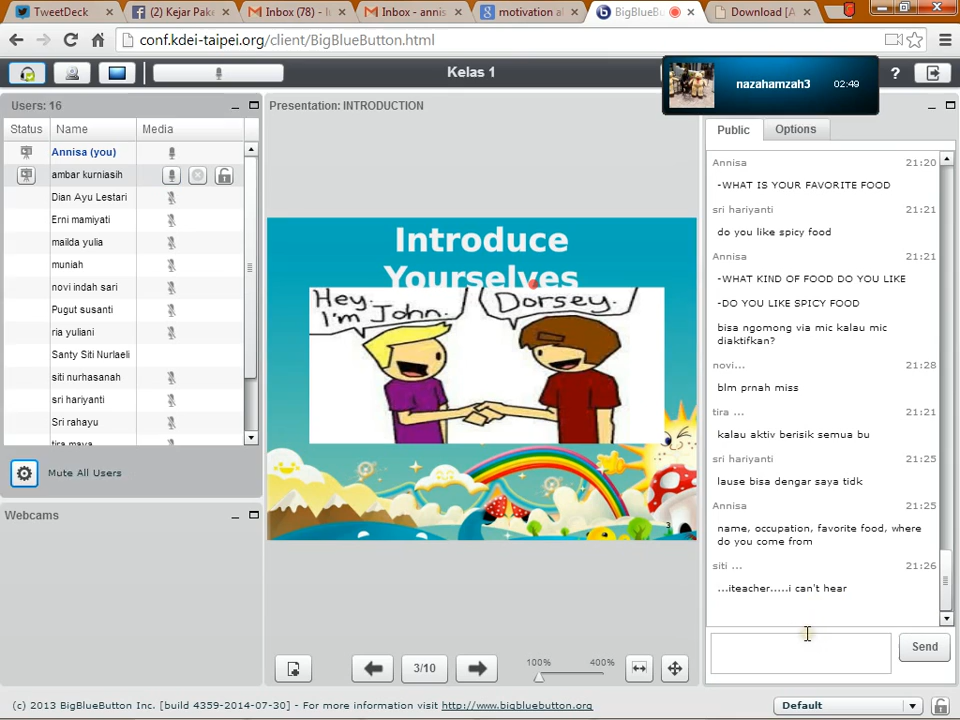 TweetDeck
(2) Kejar Pak
Inbox (78) -
Inbox - annis
motivation al
BigBlueBu
Download [A
conf.kdei-taipei.org/client/BigBlueButton.html
Kelas 1
nazahamzah3 02:49
?
Users: 16
Status Name Media
Annisa (you)
ambar kurniasih
Dian Ayu Lestari
Erni mamiyati
mailda yulia
muniah
novi indah sari
Pugut susanti
ria yuliani
Santy Siti Nurlaeli
siti nurhasanah
sri hariyanti
Sri rahayu
tira maya
Mute All Users
Webcams
Presentation: INTRODUCTION
Introduce
Yourselves
Hey.
I'm John.
Dorsey.
3
3/10
100% 400%
Public Options
Annisa 21:20
-WHAT IS YOUR FAVORITE FOOD
sri hariyanti 21:21
do you like spicy food
Annisa 21:21
-WHAT KIND OF FOOD DO YOU LIKE
-DO YOU LIKE SPICY FOOD
bisa ngomong via mic kalau mic
diaktifkan?
novi... 21:28
blm prnah miss
tira ... 21:21
kalau aktiv berisik semua bu
sri hariyanti 21:25
lause bisa dengar saya tidk
Annisa 21:25
name, occupation, favorite food, where
do you come from
siti ... 21:26
...iteacher.....i can't hear
Send
(c) 2013 BigBlueButton Inc. [build 4359-2014-07-30] - For more information visit http://www.bigbluebutton.org
Default